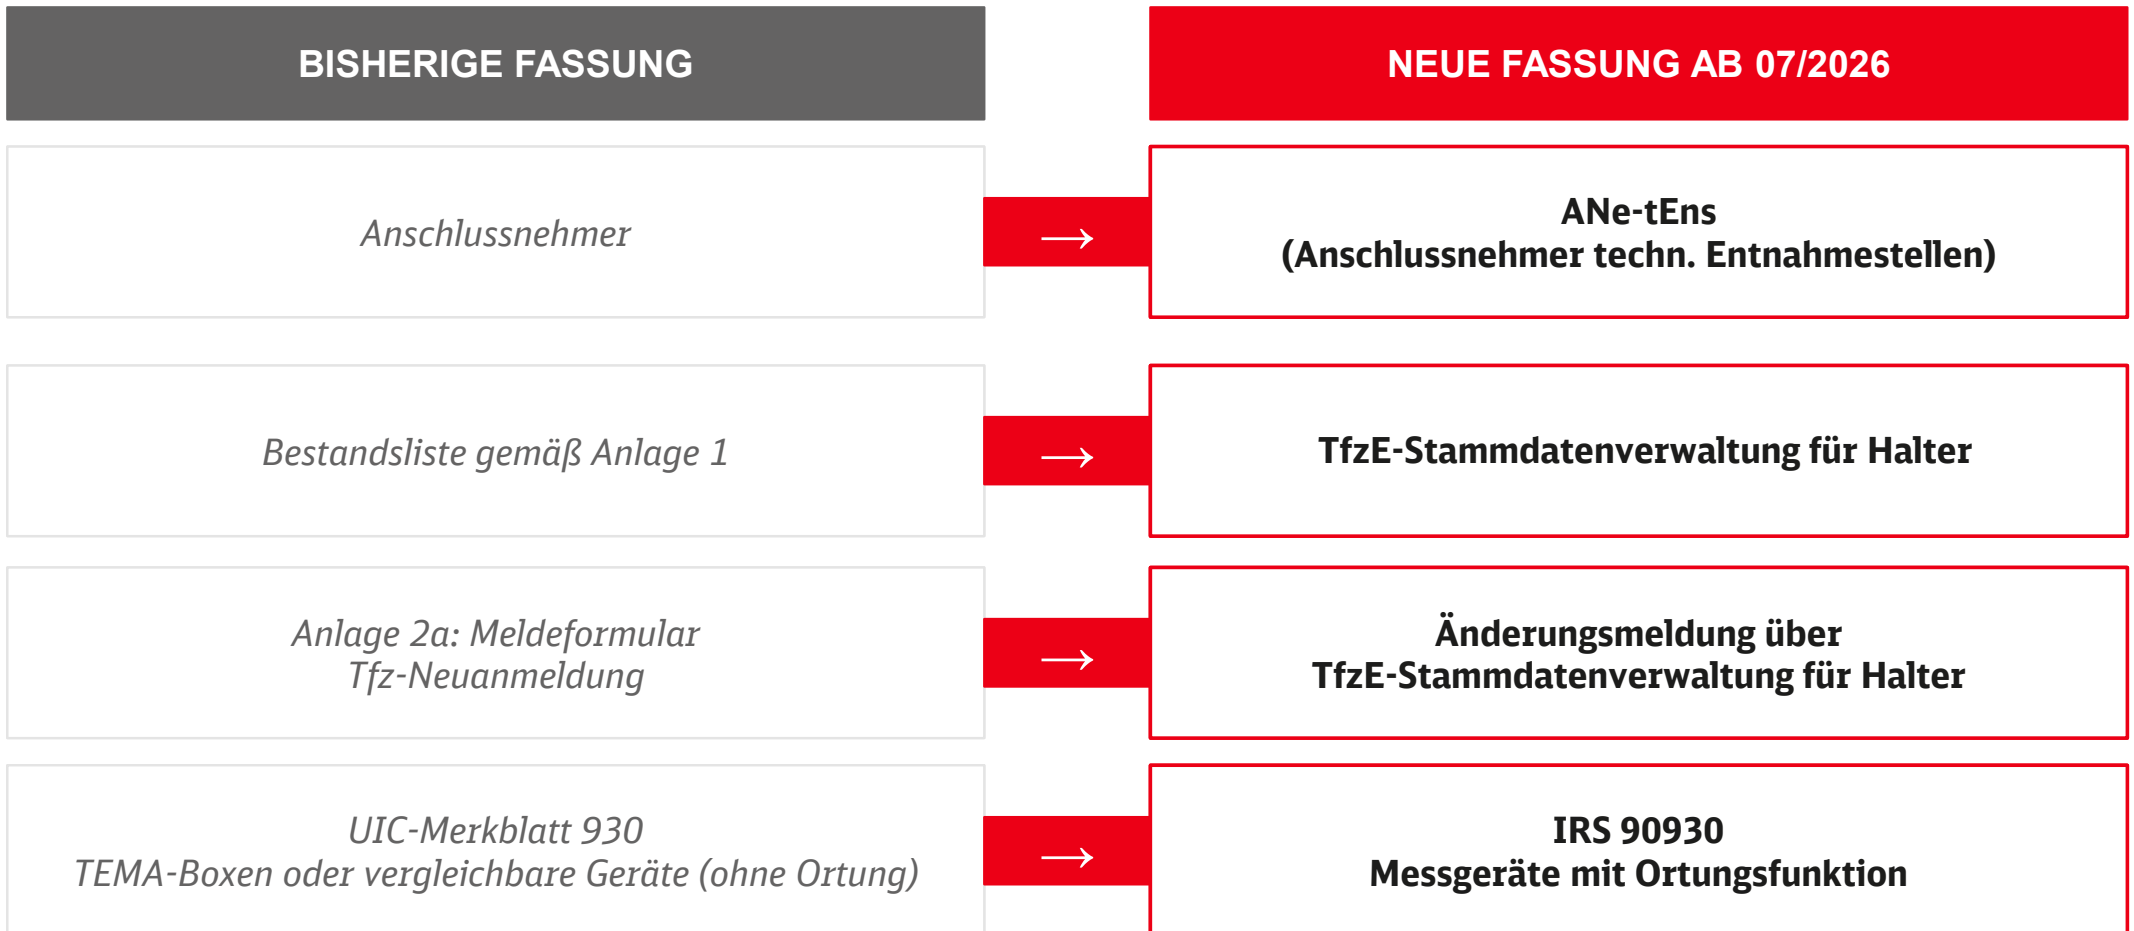 BISHERIGE FASSUNG
NEUE FASSUNG AB 07/2026
Anschlussnehmer
→
ANe-tEns
(Anschlussnehmer techn. Entnahmestellen)
Bestandsliste gemäß Anlage 1
→
TfzE-Stammdatenverwaltung für Halter
Anlage 2a: Meldeformular
Tfz-Neuanmeldung
→
Änderungsmeldung über
TfzE-Stammdatenverwaltung für Halter
UIC-Merkblatt 930
TEMA-Boxen oder vergleichbare Geräte (ohne Ortung)
→
IRS 90930
Messgeräte mit Ortungsfunktion